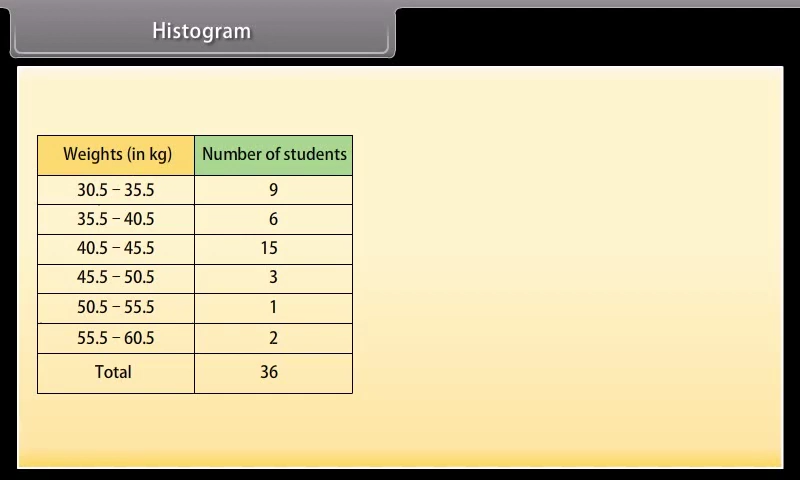 Histogram
Weights (in kg) Number of students
30.5 – 35.5 9
35.5 – 40.5 6
40.5 – 45.5 15
45.5 – 50.5 3
50.5 – 55.5 1
55.5 – 60.5 2
Total 36